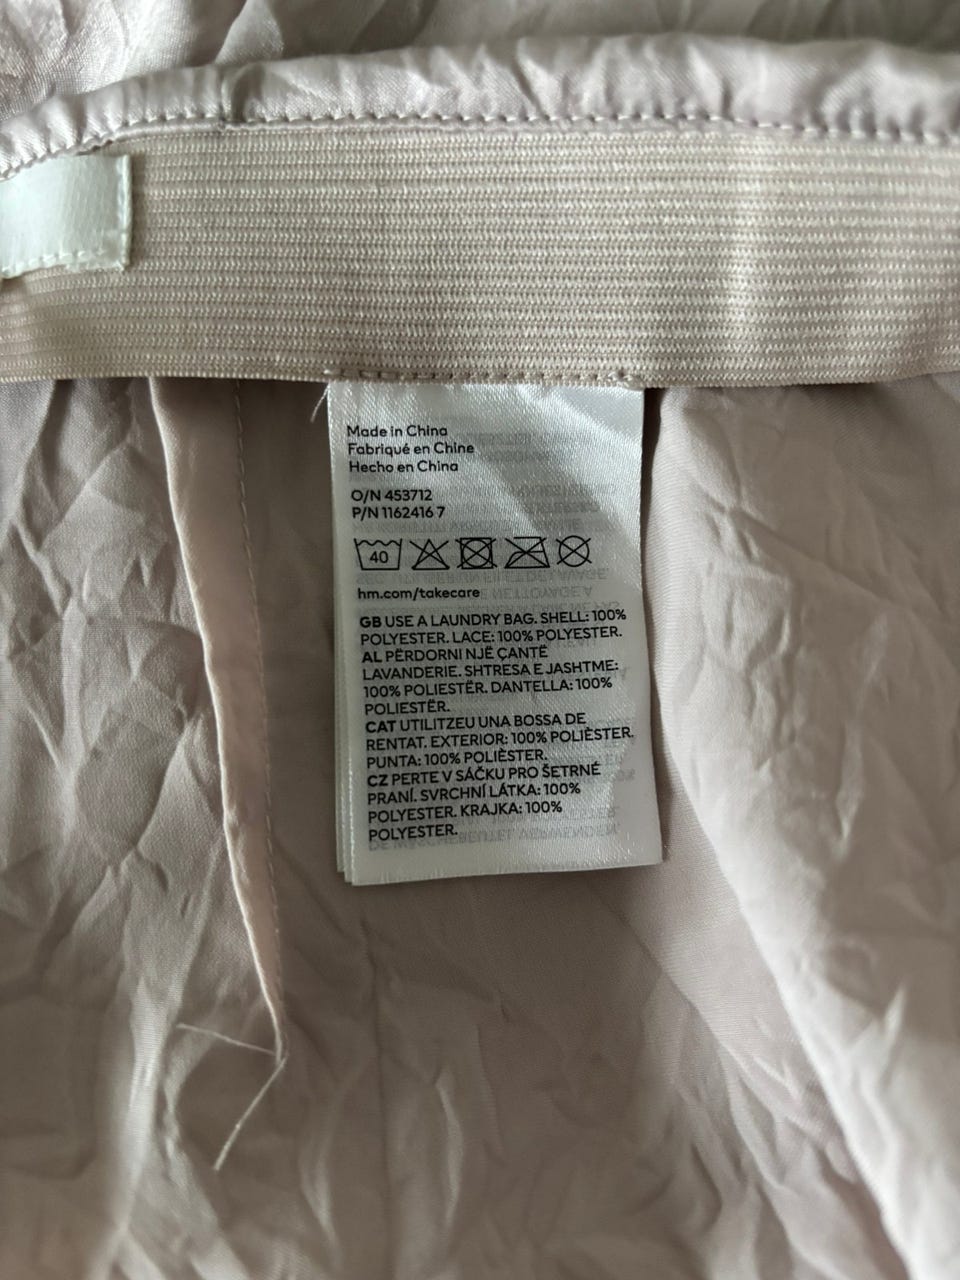 Made in China
Fabriqué en Chine
Hecho en China
O/N 453712
P/N 1162416 7
40
hm.com/takecare
GB USE A LAUNDRY BAG. SHELL: 100%
POLYESTER. LACE: 100% POLYESTER.
AL PËRDORNI NJË ÇANTË
LAVANDERIE. SHTRESA E JASHTME:
100% POLIESTËR. DANTELLA: 100%
POLIESTËR.
CAT UTILITZEU UNA BOSSA DE
RENTAT. EXTERIOR: 100% POLIÈSTER.
PUNTA: 100% POLIÈSTER.
CZ PERTE V SÁČKU PRO ŠETRNÉ
PRANÍ. SVRCHNÍ LÁTKA: 100%
POLYESTER. KRAJKA: 100%
POLYESTER.